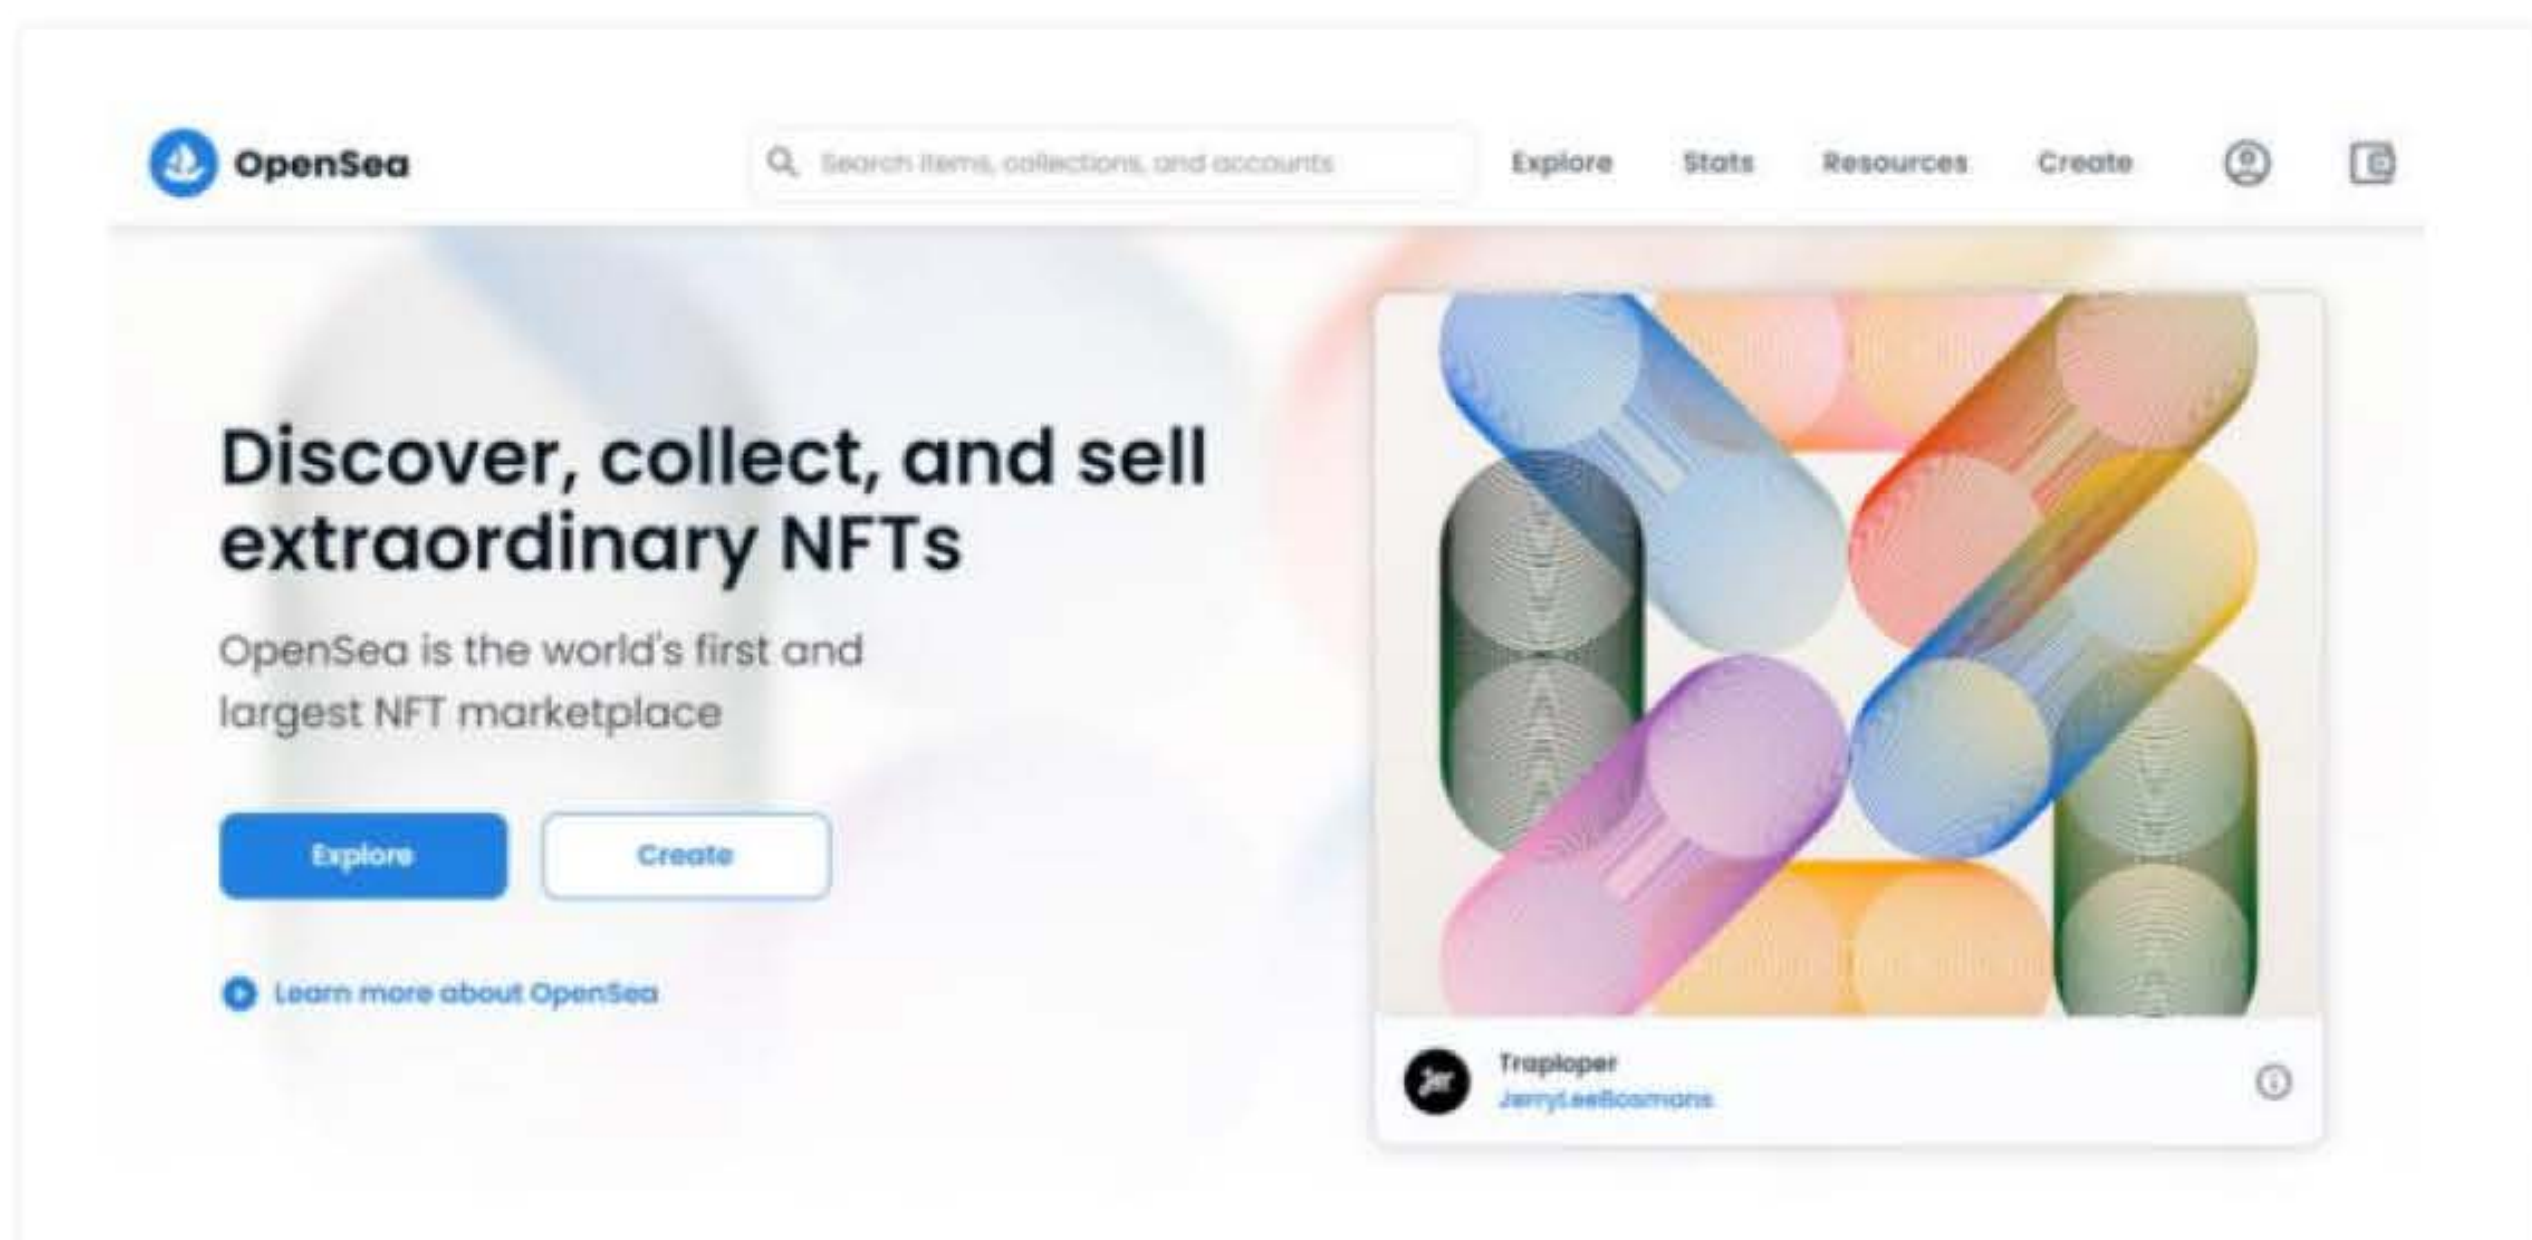 OpenSea
Search items, collections, and accounts
Explore
Stats
Resources
Create
Discover, collect, and sell
extraordinary NFTs
OpenSea is the world's first and
largest NFT marketplace
Explore
Create
Learn more about OpenSea
Traploper
JerryLeeBosmans